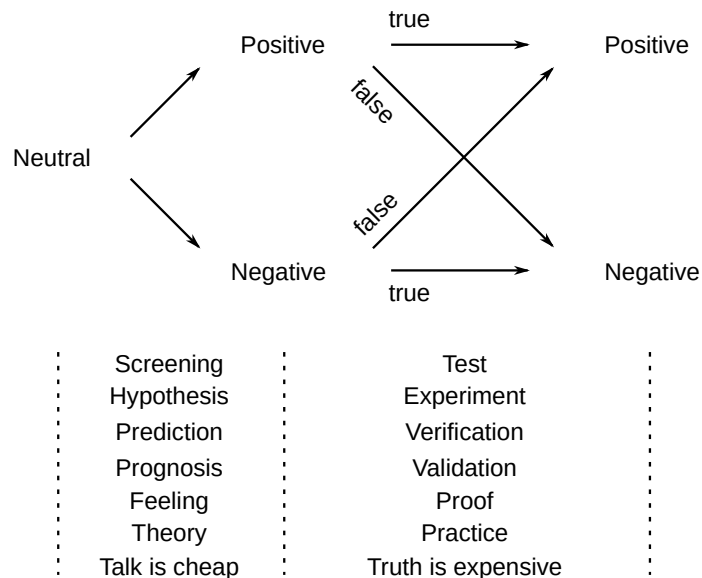 true
Positive Positive
false
Neutral
false
Negative Negative
true
Screening Test
Hypothesis Experiment
Prediction Verification
Prognosis Validation
Feeling Proof
Theory Practice
Talk is cheap Truth is expensive